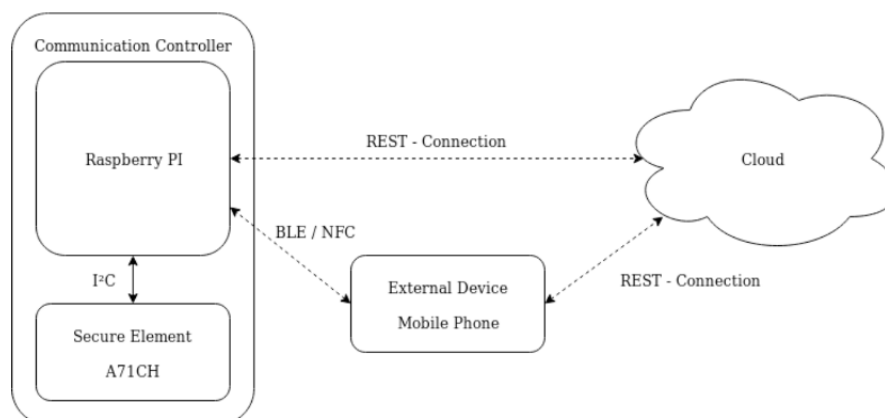 Communication Controller
Raspberry PI
REST - Connection
Cloud
BLE / NFC
I²C
External Device
Mobile Phone
REST - Connection
Secure Element
A71CH